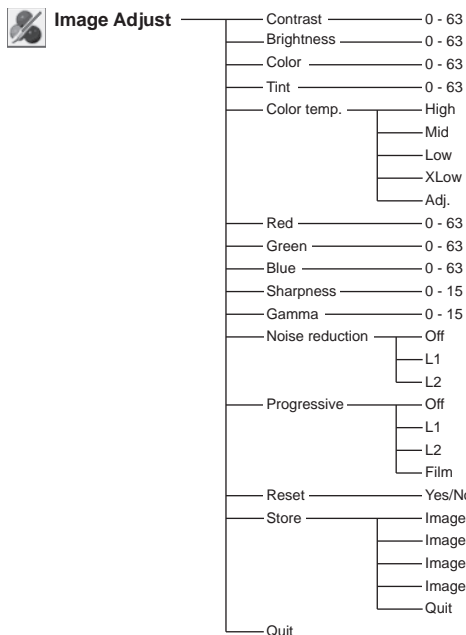 Image Adjust
Contrast 0 - 63
Brightness 0 - 63
Color 0 - 63
Tint 0 - 63
Color temp. High
Mid
Low
XLow
Adj.
Red 0 - 63
Green 0 - 63
Blue 0 - 63
Sharpness 0 - 15
Gamma 0 - 15
Noise reduction Off
L1
L2
Progressive Off
L1
L2
Film
Reset
Store Image
Image
Image
Image
Quit
Quit